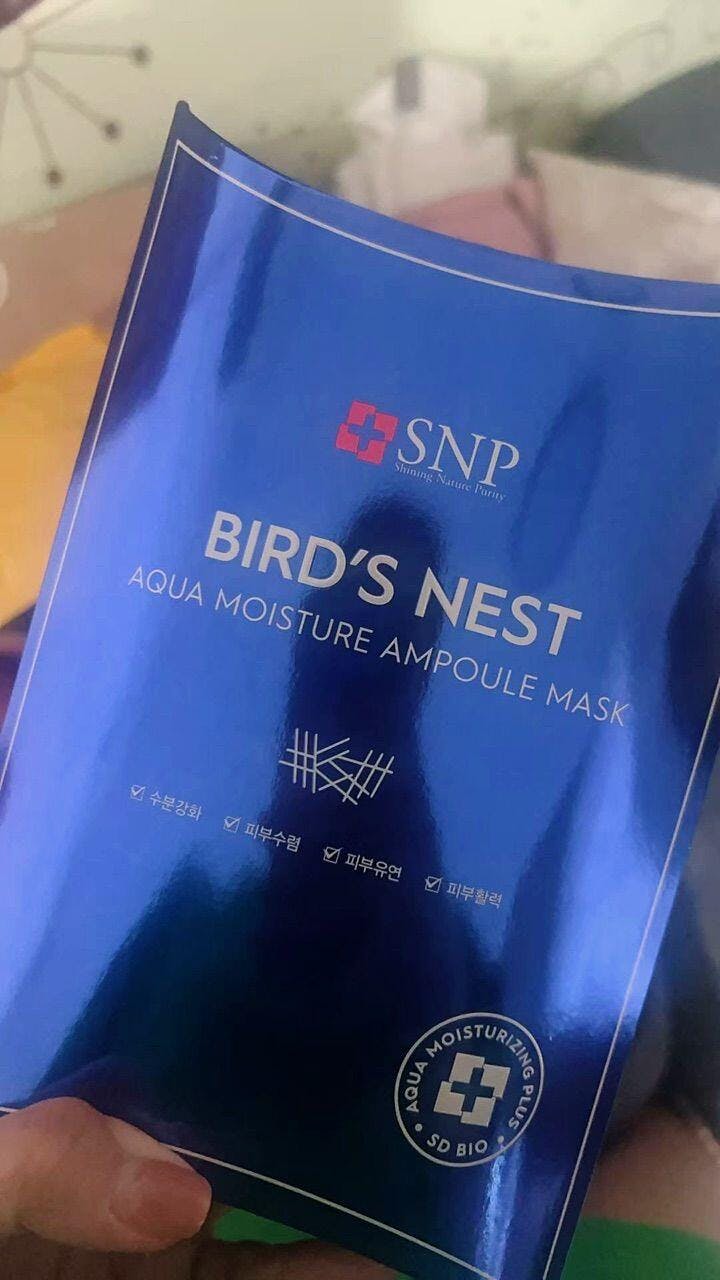 SNP
Shining Nature Purity
BIRD'S NEST
AQUA MOISTURE AMPOULE MASK
☑ 수분강화 ☑ 피부수렴 ☑ 피부유연 ☑ 피부활력
AQUA MOISTURIZING PLUS
• SD BIO •